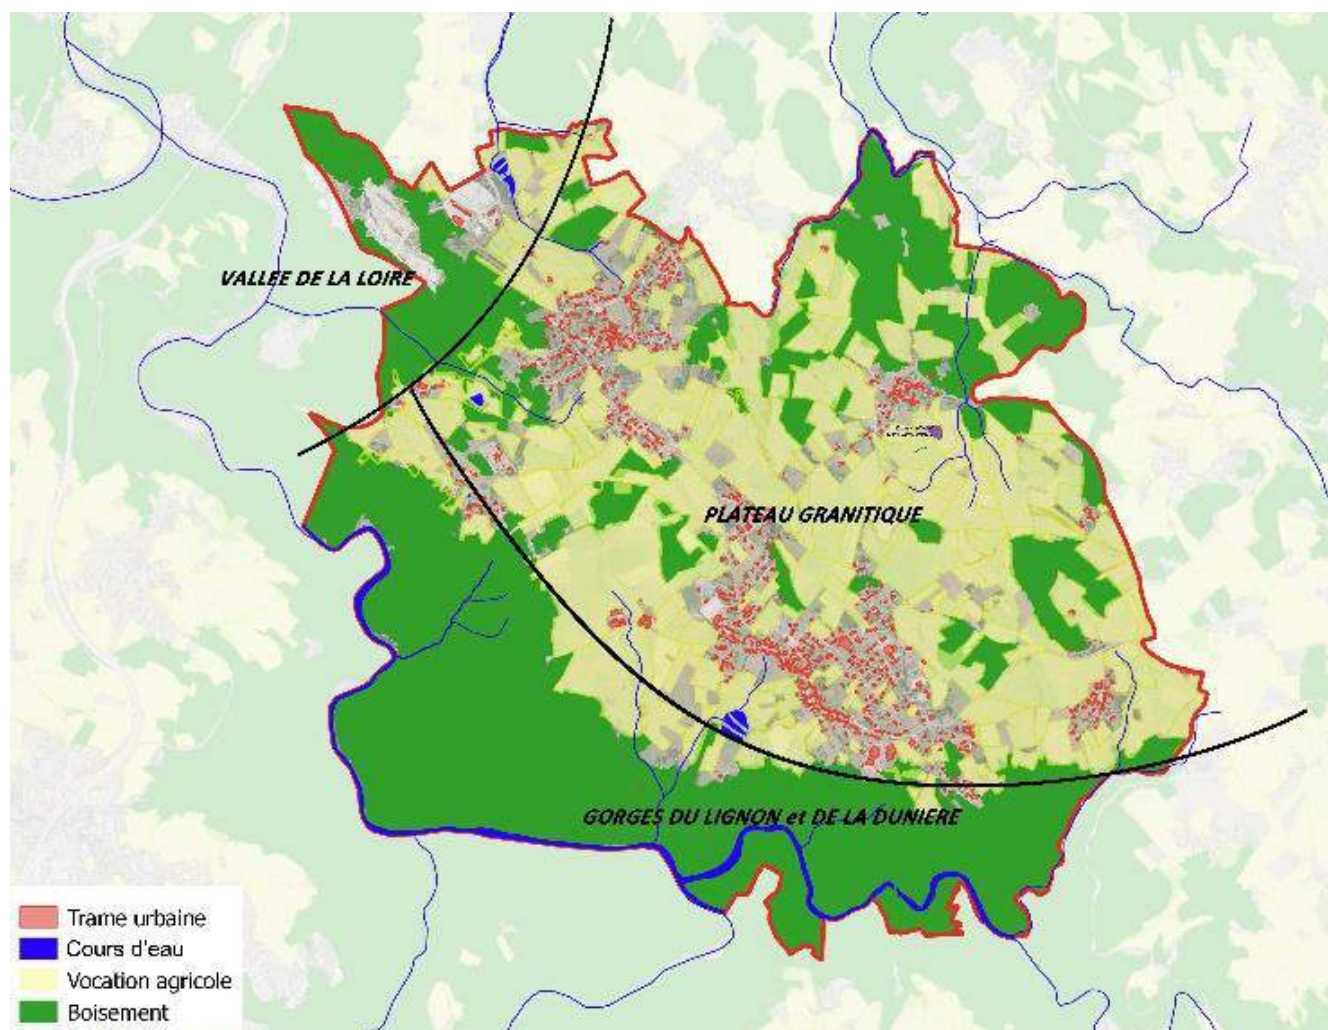 VALLEE DE LA LOIRE
PLATEAU GRANITIQUE
GORGES DU LIGNON et DE LA DUNIERE
Trame urbaine
Cours d'eau
Vocation agricole
Boisement